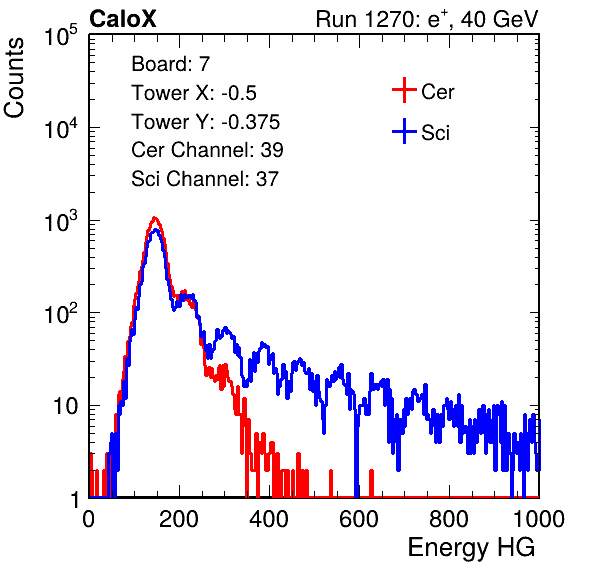 CaloX Run 1270: e⁺, 40 GeV
Counts
Board: 7
Tower X: -0.5
Tower Y: -0.375
Cer Channel: 39
Sci Channel: 37
Cer
Sci
10⁵
10⁴
10³
10²
10
1
0 200 400 600 800 1000
Energy HG